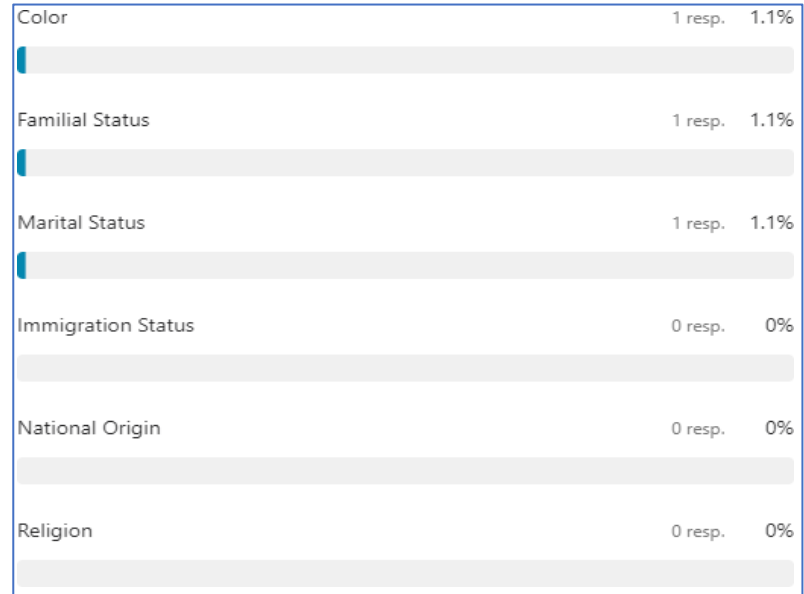 Color 1 resp. 1.1%
Familial Status 1 resp. 1.1%
Marital Status 1 resp. 1.1%
Immigration Status 0 resp. 0%
National Origin 0 resp. 0%
Religion 0 resp. 0%